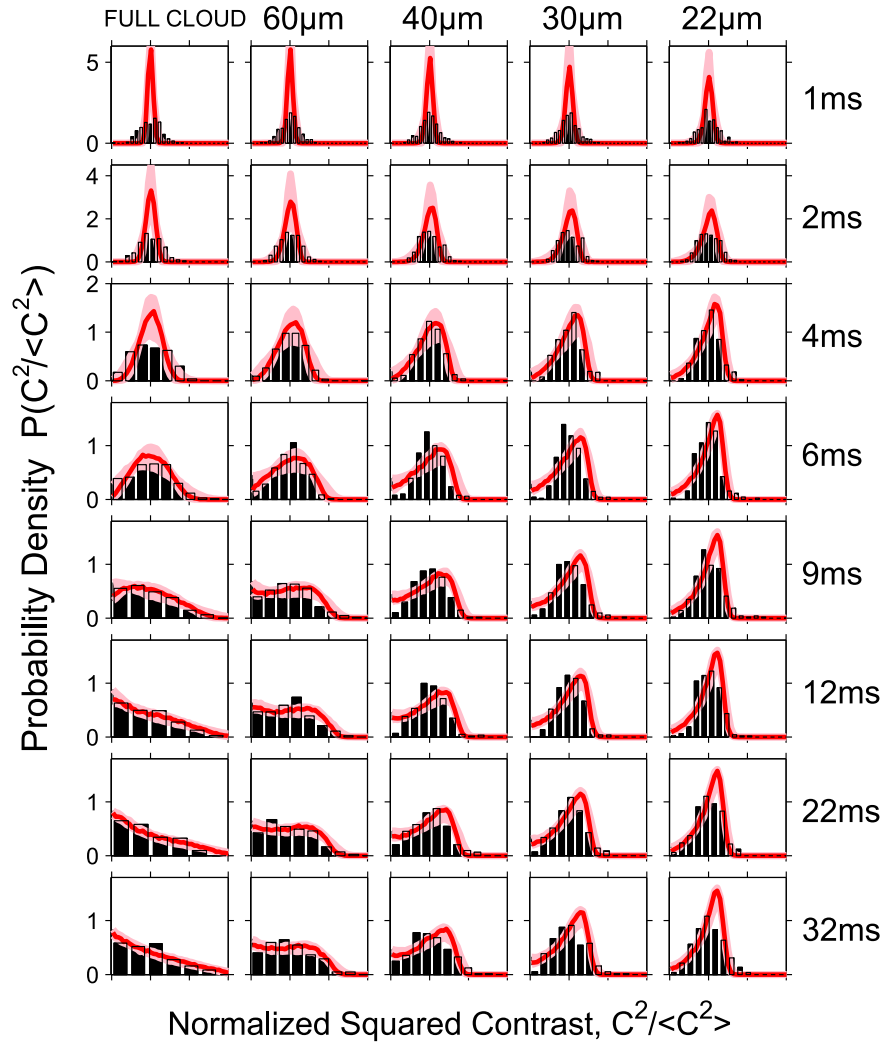 FULL CLOUD 60µm 40µm 30µm 22µm
5
0
1ms
4
2
0
2ms
2
1
0
4ms
1
0
6ms
1
0
9ms
1
0
12ms
1
0
22ms
1
0
32ms
Probability Density P(C²/<C²>)
Normalized Squared Contrast, C²/<C²>